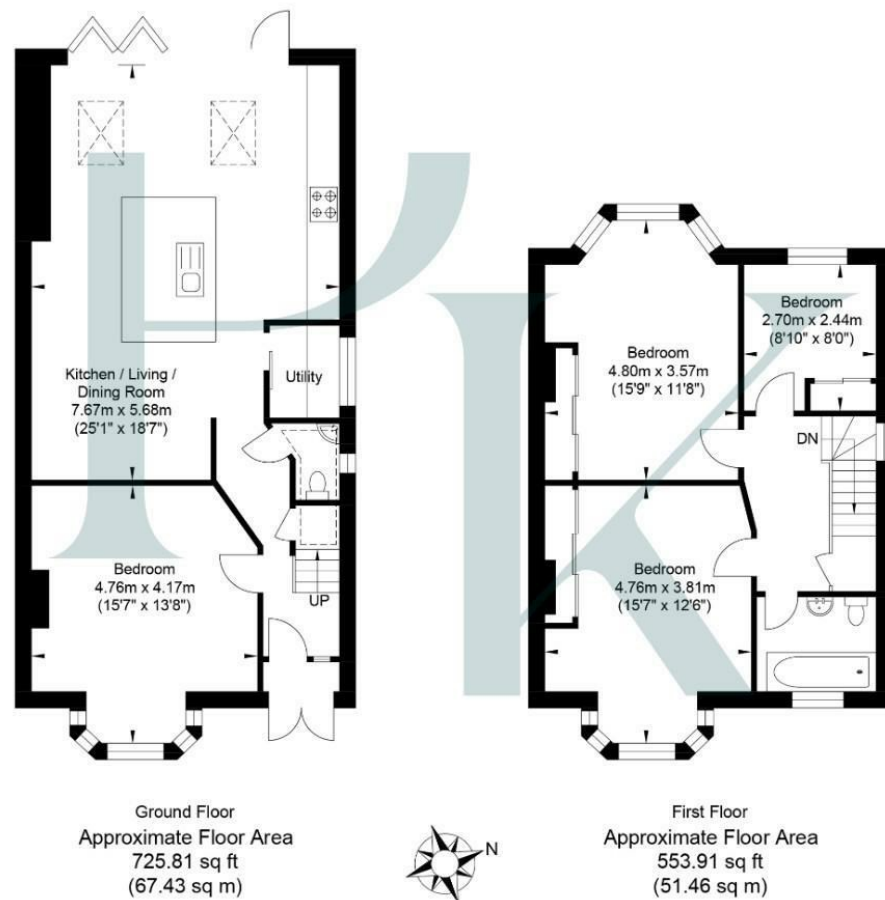 Kitchen / Living /
Dining Room
7.67m x 5.68m
(25'1" x 18'7")
Utility
Bedroom
4.76m x 4.17m
(15'7" x 13'8")
UP
Ground Floor
Approximate Floor Area
725.81 sq ft
(67.43 sq m)
N
Bedroom
2.70m x 2.44m
(8'10" x 8'0")
Bedroom
4.80m x 3.57m
(15'9" x 11'8")
DN
Bedroom
4.76m x 3.81m
(15'7" x 12'6")
First Floor
Approximate Floor Area
553.91 sq ft
(51.46 sq m)